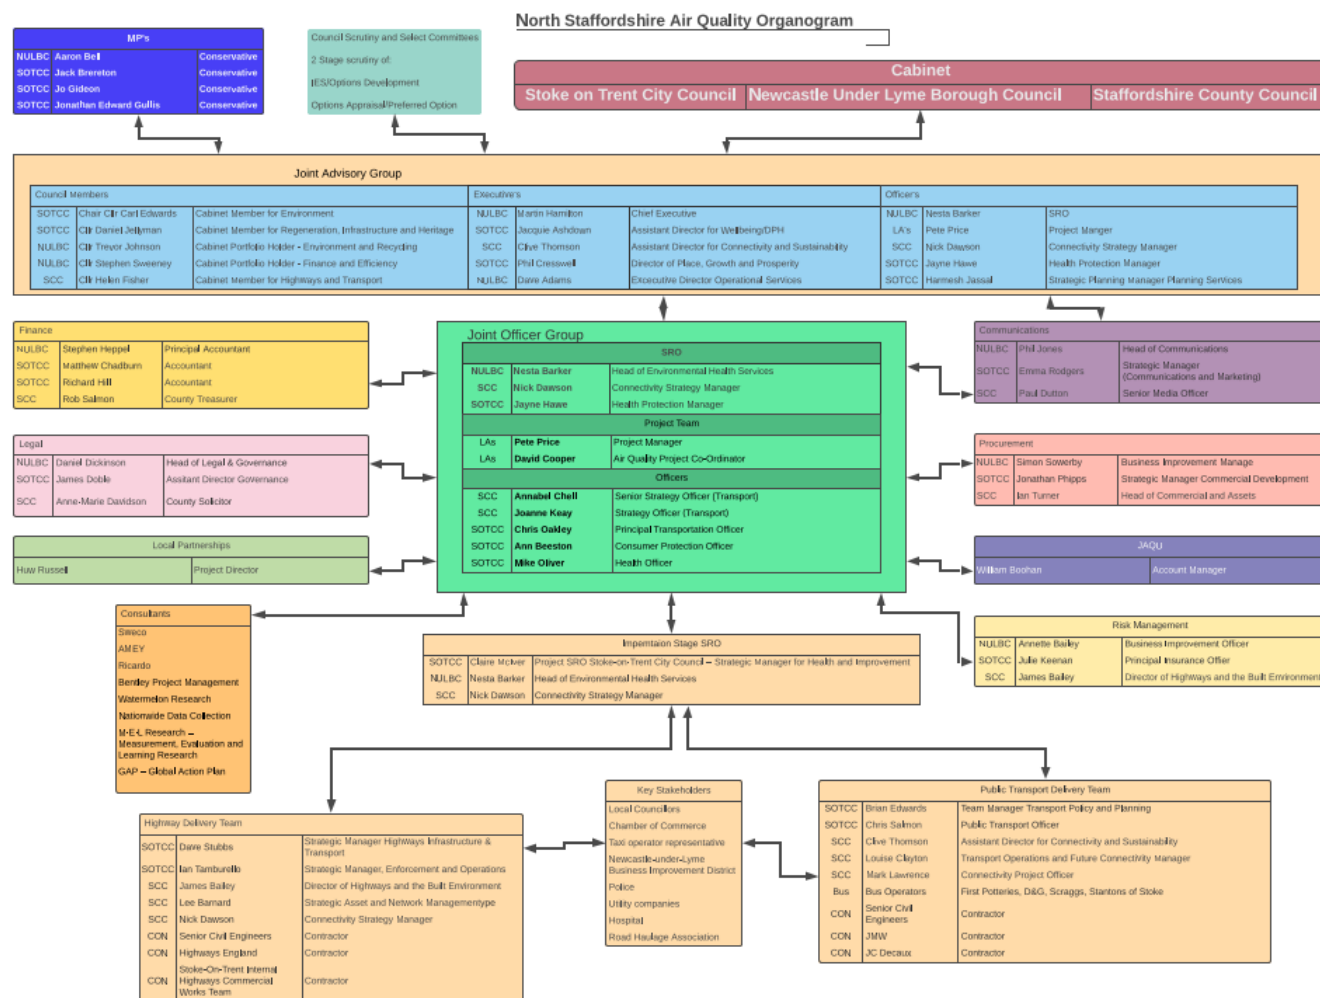 North Staffordshire Air Quality Organogram
MP's
NULBC Aaron Bell Conservative
SOTCC Jack Brereton Conservative
SOTCC Jo Gideon Conservative
SOTCC Jonathan Edward Gullis Conservative
Council Scrutiny and Select Committees
2 Stage scrutiny of:
IES/Options Development
Options Appraisal/Preferred Option
Cabinet
Stoke on Trent City Council Newcastle Under Lyme Borough Council Staffordshire County Council
Joint Advisory Group
Council Members
SOTCC Chair Cllr Carl Edwards Cabinet Member for Environment
SOTCC Cllr Daniel Jellyman Cabinet Member for Regeneration, Infrastructure and Heritage
NULBC Cllr Trevor Johnson Cabinet Portfolio Holder - Environment and Recycling
NULBC Cllr Stephen Sweeney Cabinet Portfolio Holder - Finance and Efficiency
SCC Cllr Helen Fisher Cabinet Member for Highways and Transport
Executive's
NULBC Martin Hamilton Chief Executive
SOTCC Jacquie Ashdown Assistant Director for Wellbeing/DPH
SCC Clive Thomson Assistant Director for Connectivity and Sustainability
SOTCC Phil Cresswell Director of Place, Growth and Prosperity
NULBC Dave Adams Excecutive Director Operational Services
Officer's
NULBC Nesta Barker SRO
LA's Pete Price Project Manger
SCC Nick Dawson Connectivity Strategy Manager
SOTCC Jayne Hawe Health Protection Manager
SOTCC Harmesh Jassal Strategic Planning Manager Planning Services
Finance
NULBC Stephen Heppel Principal Accountant
SOTCC Matthew Chadburn Accountant
SOTCC Richard Hill Accountant
SCC Rob Salmon County Treasurer
Joint Officer Group
SRO
NULBC Nesta Barker Head of Environmental Health Services
SCC Nick Dawson Connectivity Strategy Manager
SOTCC Jayne Hawe Health Protection Manager
Project Team
LAs Pete Price Project Manager
LAs David Cooper Air Quality Project Co-Ordinator
Officers
SCC Annabel Chell Senior Strategy Officer (Transport)
SCC Joanne Keay Strategy Officer (Transport)
SOTCC Chris Oakley Principal Transportation Officer
SOTCC Ann Beeston Consumer Protection Officer
SOTCC Mike Oliver Health Officer
Communications
NULBC Phil Jones Head of Communications
SOTCC Emma Rodgers Strategic Manager
(Communications and Marketing)
SCC Paul Dutton Senior Media Officer
Legal
NULBC Daniel Dickinson Head of Legal & Governance
SOTCC James Doble Assitant Director Governance
SCC Anne-Marie Davidson County Solicitor
Procurement
NULBC Simon Sowerby Business Improvement Manage
SOTCC Jonathan Phipps Strategic Manager Commercial Development
SCC Ian Turner Head of Commercial and Assets
Local Partnerships
Huw Russell Project Director
JAQU
William Boohan Account Manager
Consultants
Sweco
AMEY
Ricardo
Bentley Project Management
Watermelon Research
Nationwide Data Collection
M-E-L Research –
Measurement, Evaluation and
Learning Research
GAP – Global Action Plan
Imperntaion Stage SRO
SOTCC Claire McIver Project SRO Stoke-on-Trent City Council – Strategic Manager for Health and Improvement
NULBC Nesta Barker Head of Environmental Health Services
SCC Nick Dawson Connectivity Strategy Manager
Risk Management
NULBC Annette Bailey Business Improvement Officer
SOTCC Julie Keenan Principal Insurance Offier
SCC James Bailey Director of Highways and the Built Environment
Highway Delivery Team
SOTCC Dave Stubbs Strategic Manager Highways Infrastructure &
Transport
SOTCC Ian Tamburello Strategic Manager, Enforcement and Operations
SCC James Bailey Director of Highways and the Built Environment
SCC Lee Barnard Strategic Asset and Network Managementype
SCC Nick Dawson Connectivity Strategy Manager
CON Senior Civil Engineers Contractor
CON Highways England Contractor
CON Stoke-On-Trent Internal
Highways Commercial
Works Team Contractor
Key Stakeholders
Local Councillors
Chamber of Commerce
Taxi operator representative
Newcastle-under-Lyme
Business Improvement District
Police
Utility companies
Hospital
Road Haulage Association
Public Transport Delivery Team
SOTCC Brian Edwards Team Manager Transport Policy and Planning
SOTCC Chris Salmon Public Transport Officer
SCC Clive Thomson Assistant Director for Connectivity and Sustainability
SCC Louise Clayton Transport Operations and Future Connectivity Manager
SCC Mark Lawrence Connectivity Project Officer
Bus Bus Operators First Potteries, D&G, Scraggs, Stantons of Stoke
CON Senior Civil
Engineers Contractor
CON JMW Contractor
CON JC Decaux Contractor